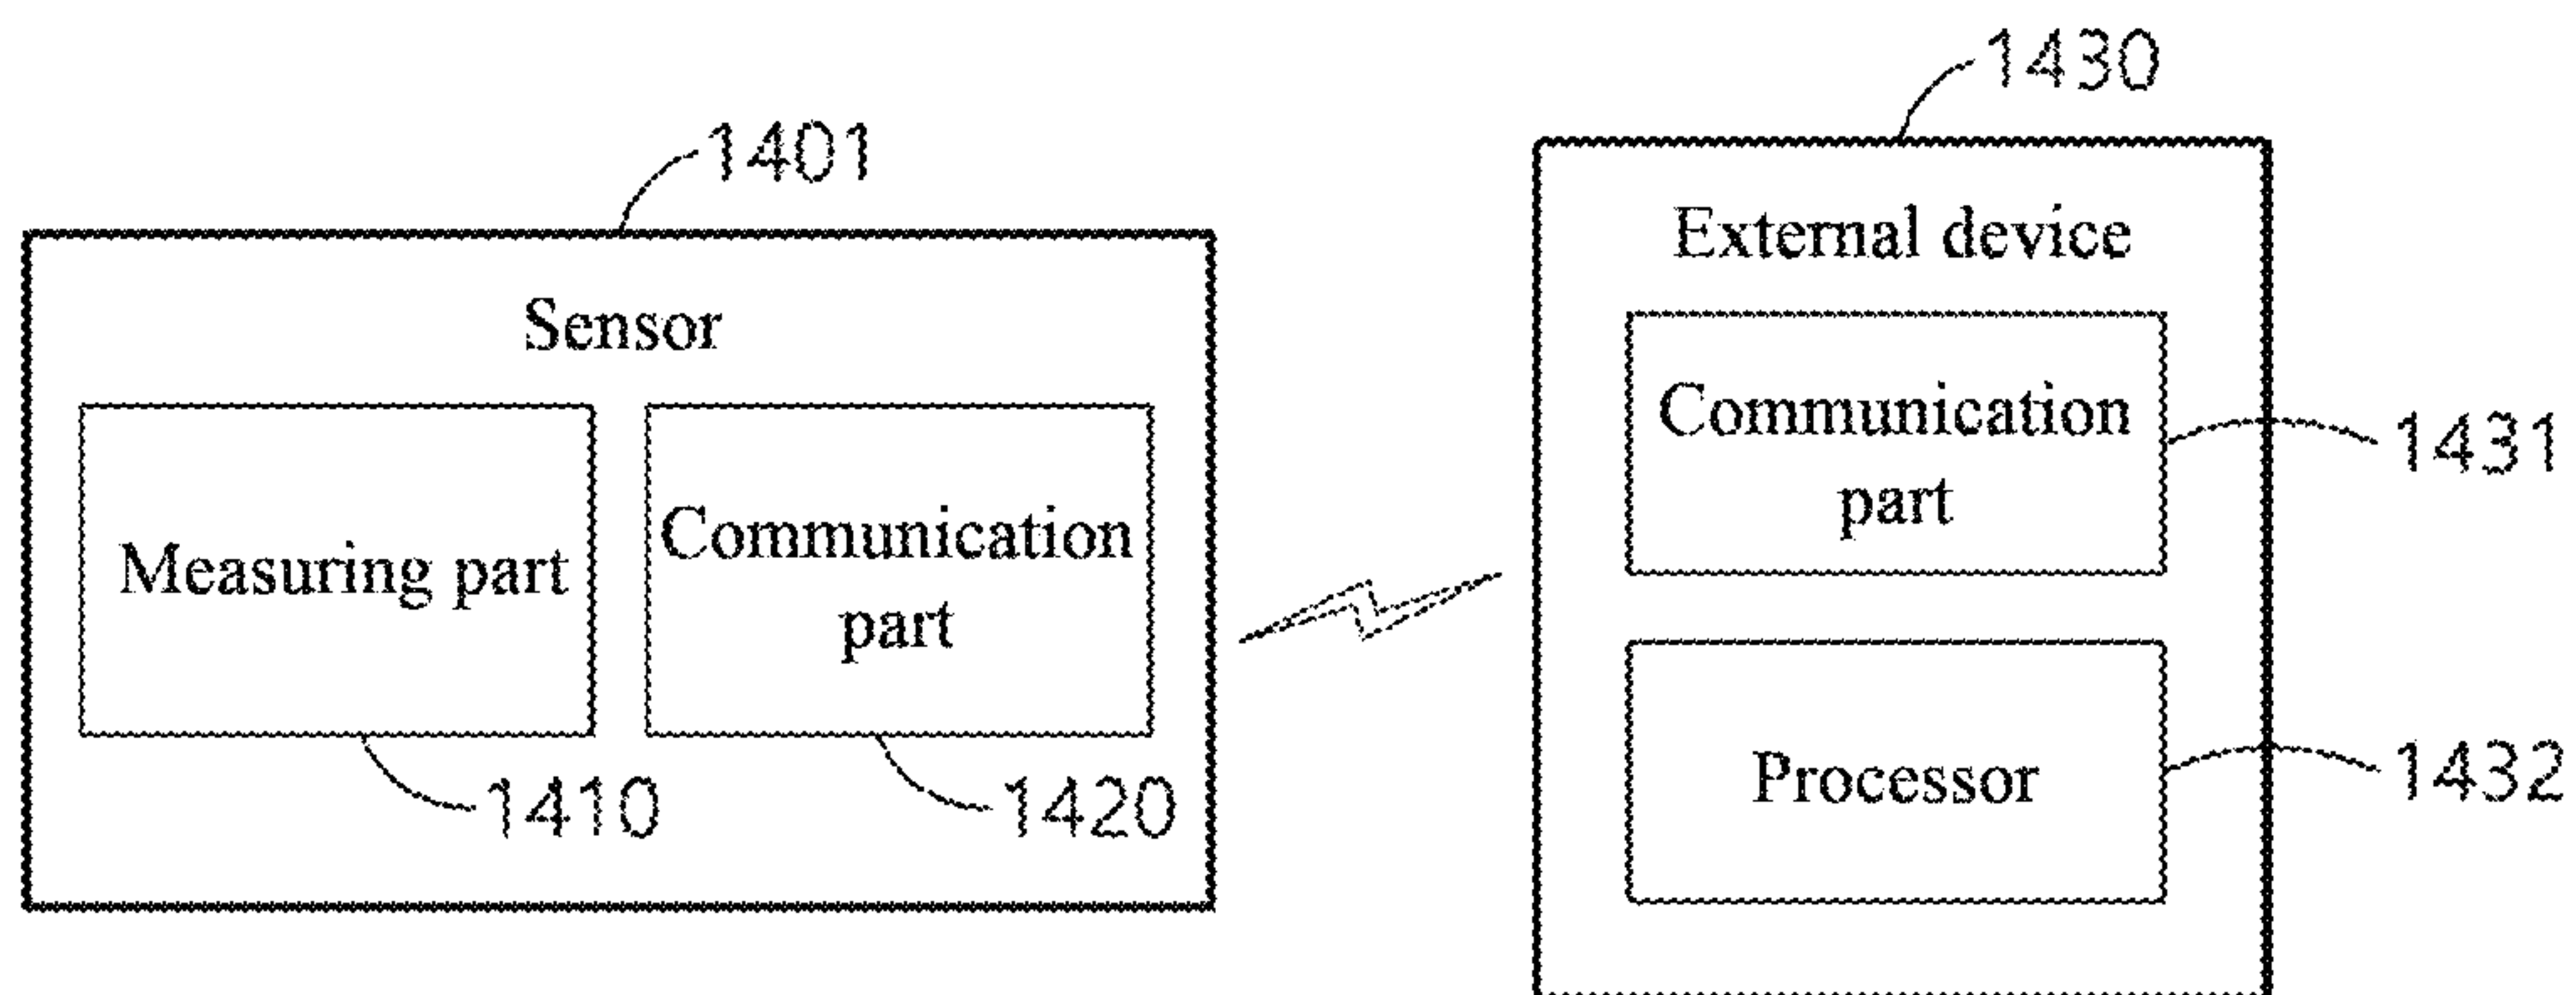 1430
1401
External device
Sensor
Communication
part
1431
Measuring part
Communication
part
Processor
1432
1410
1420